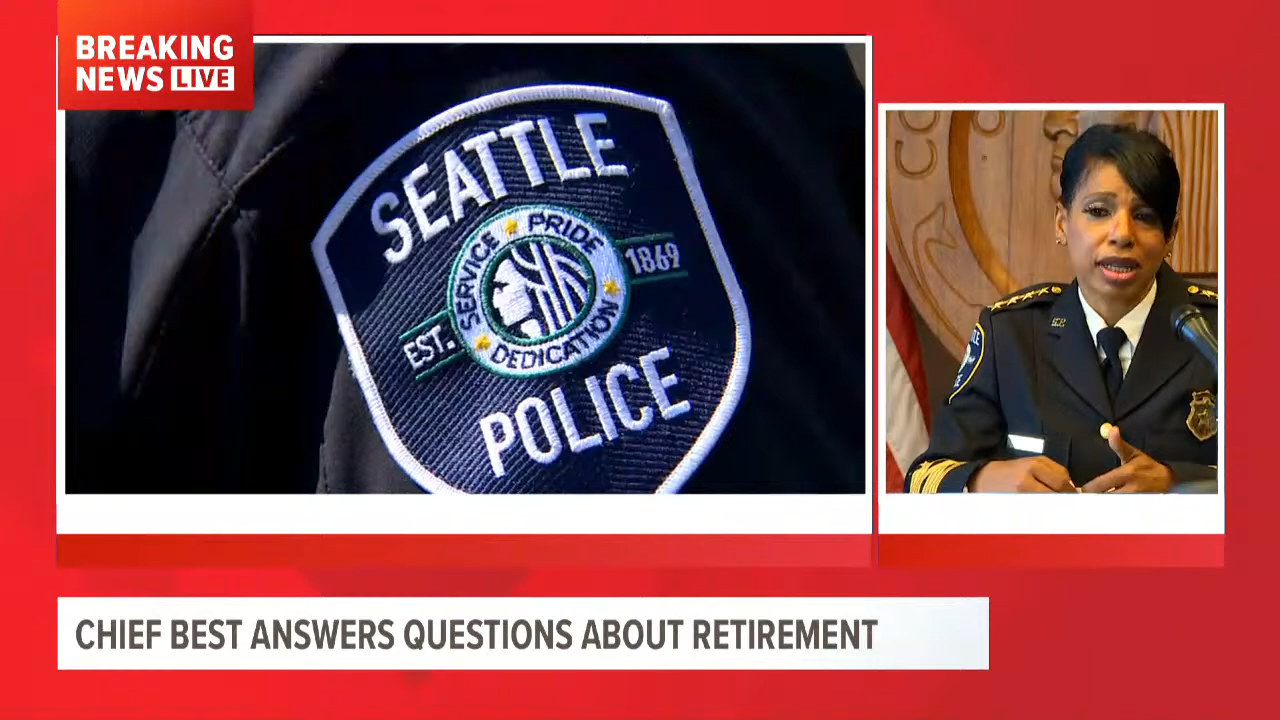 BREAKING
NEWS LIVE
SEATTLE
SERVICE PRIDE DEDICATION
EST. 1869
POLICE
CHIEF BEST ANSWERS QUESTIONS ABOUT RETIREMENT